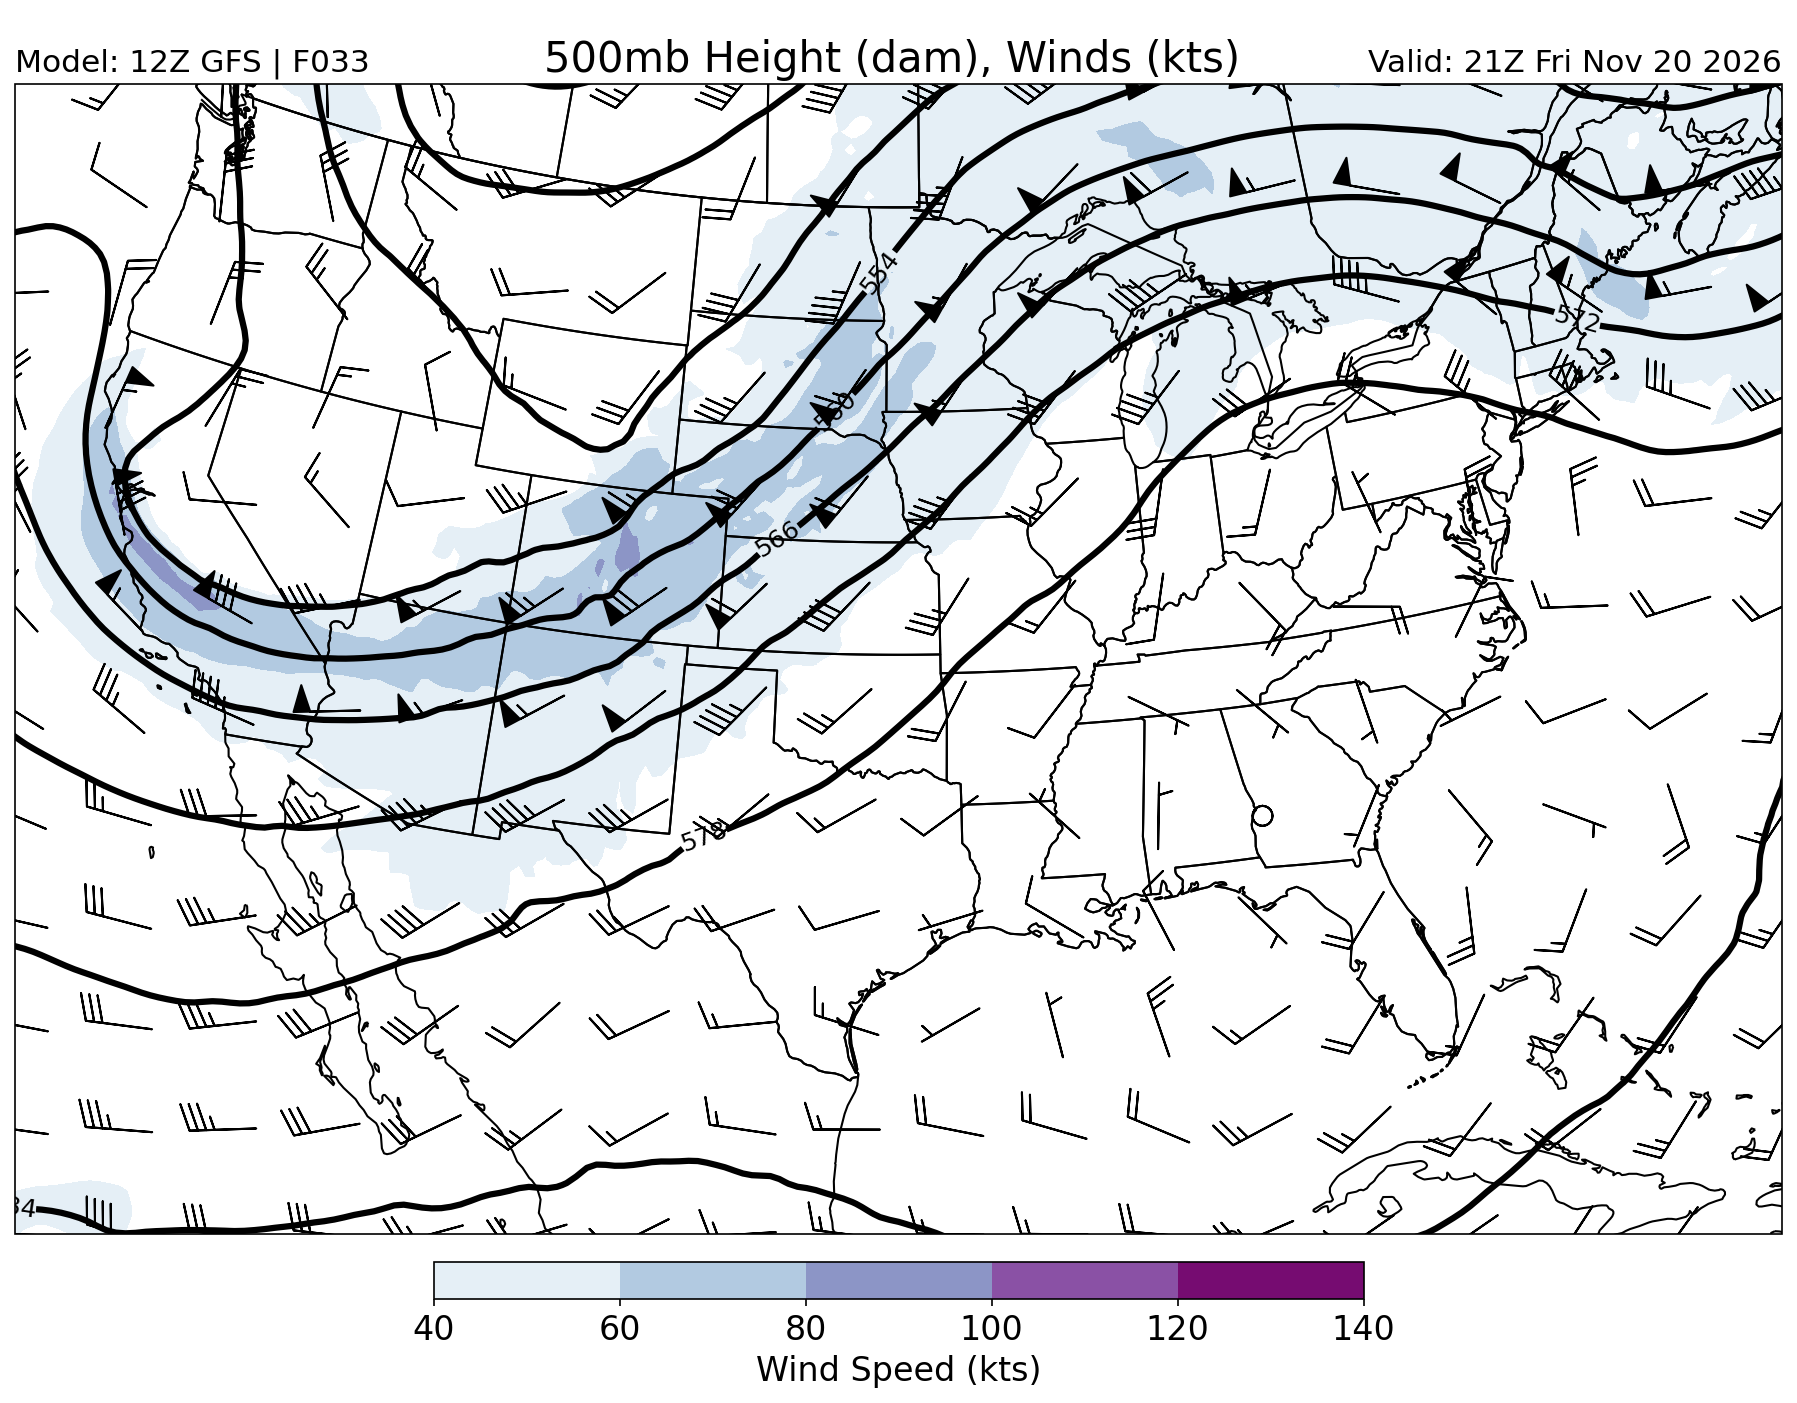 Model: 12Z GFS | F033
500mb Height (dam), Winds (kts)
Valid: 21Z Fri Nov 20 2026
554
572
560
566
578
34
40 60 80 100 120 140
Wind Speed (kts)